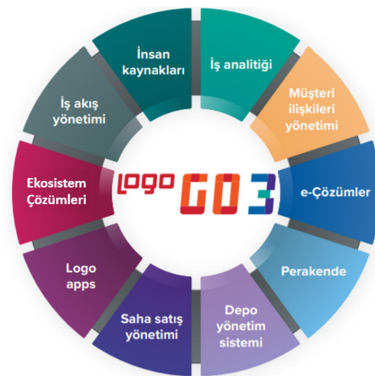 İnsan
kaynakları
İş analitiği
Müşteri
ilişkileri
yönetimi
e-Çözümler
Perakende
Depo
yönetim
sistemi
Saha satış
yönetimi
Logo
apps
Ekosistem
Çözümleri
İş akış
yönetimi
LOGO GO 3